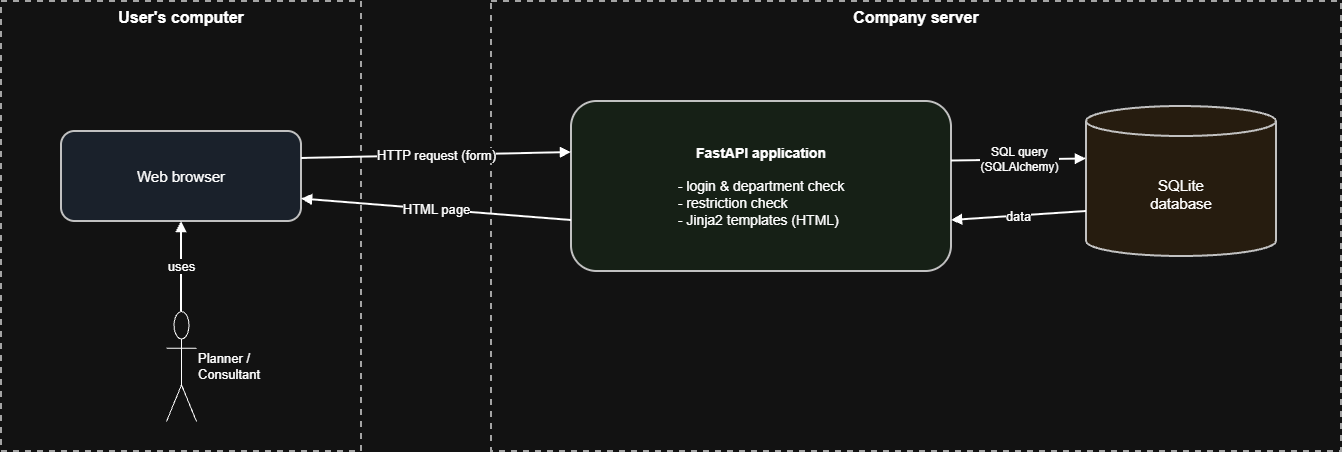 User's computer
Company server
Web browser
HTTP request (form)
HTML page
FastAPI application
- login & department check
- restriction check
- Jinja2 templates (HTML)
SQL query
(SQLAlchemy)
data
SQLite
database
uses
Planner /
Consultant